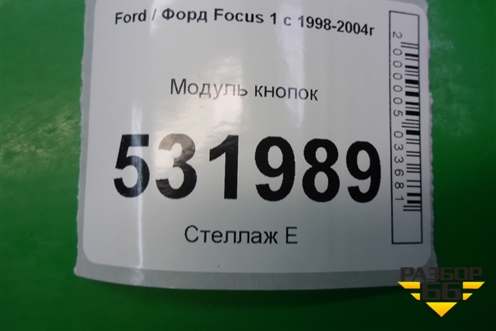 Ford / Форд Focus 1 с 1998-2004г
Модуль кнопок
531989
Стеллаж Е
2000005033681
РАЗБОР
66